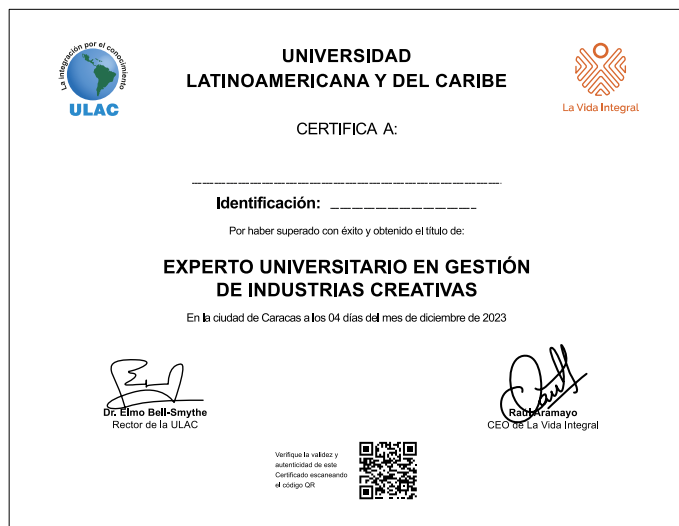 La integración por el conocimiento
ULAC
UNIVERSIDAD
LATINOAMERICANA Y DEL CARIBE
La Vida Integral
CERTIFICA A:
Identificación:
Por haber superado con éxito y obtenido el título de:
EXPERTO UNIVERSITARIO EN GESTIÓN
DE INDUSTRIAS CREATIVAS
En la ciudad de Caracas a los 04 días del mes de diciembre de 2023
Dr. Elmo Bell-Smythe
Rector de la ULAC
Raúl Aramayo
CEO de La Vida Integral
Verifique la validez y
autenticidad de este
Certificado escaneando
el código QR